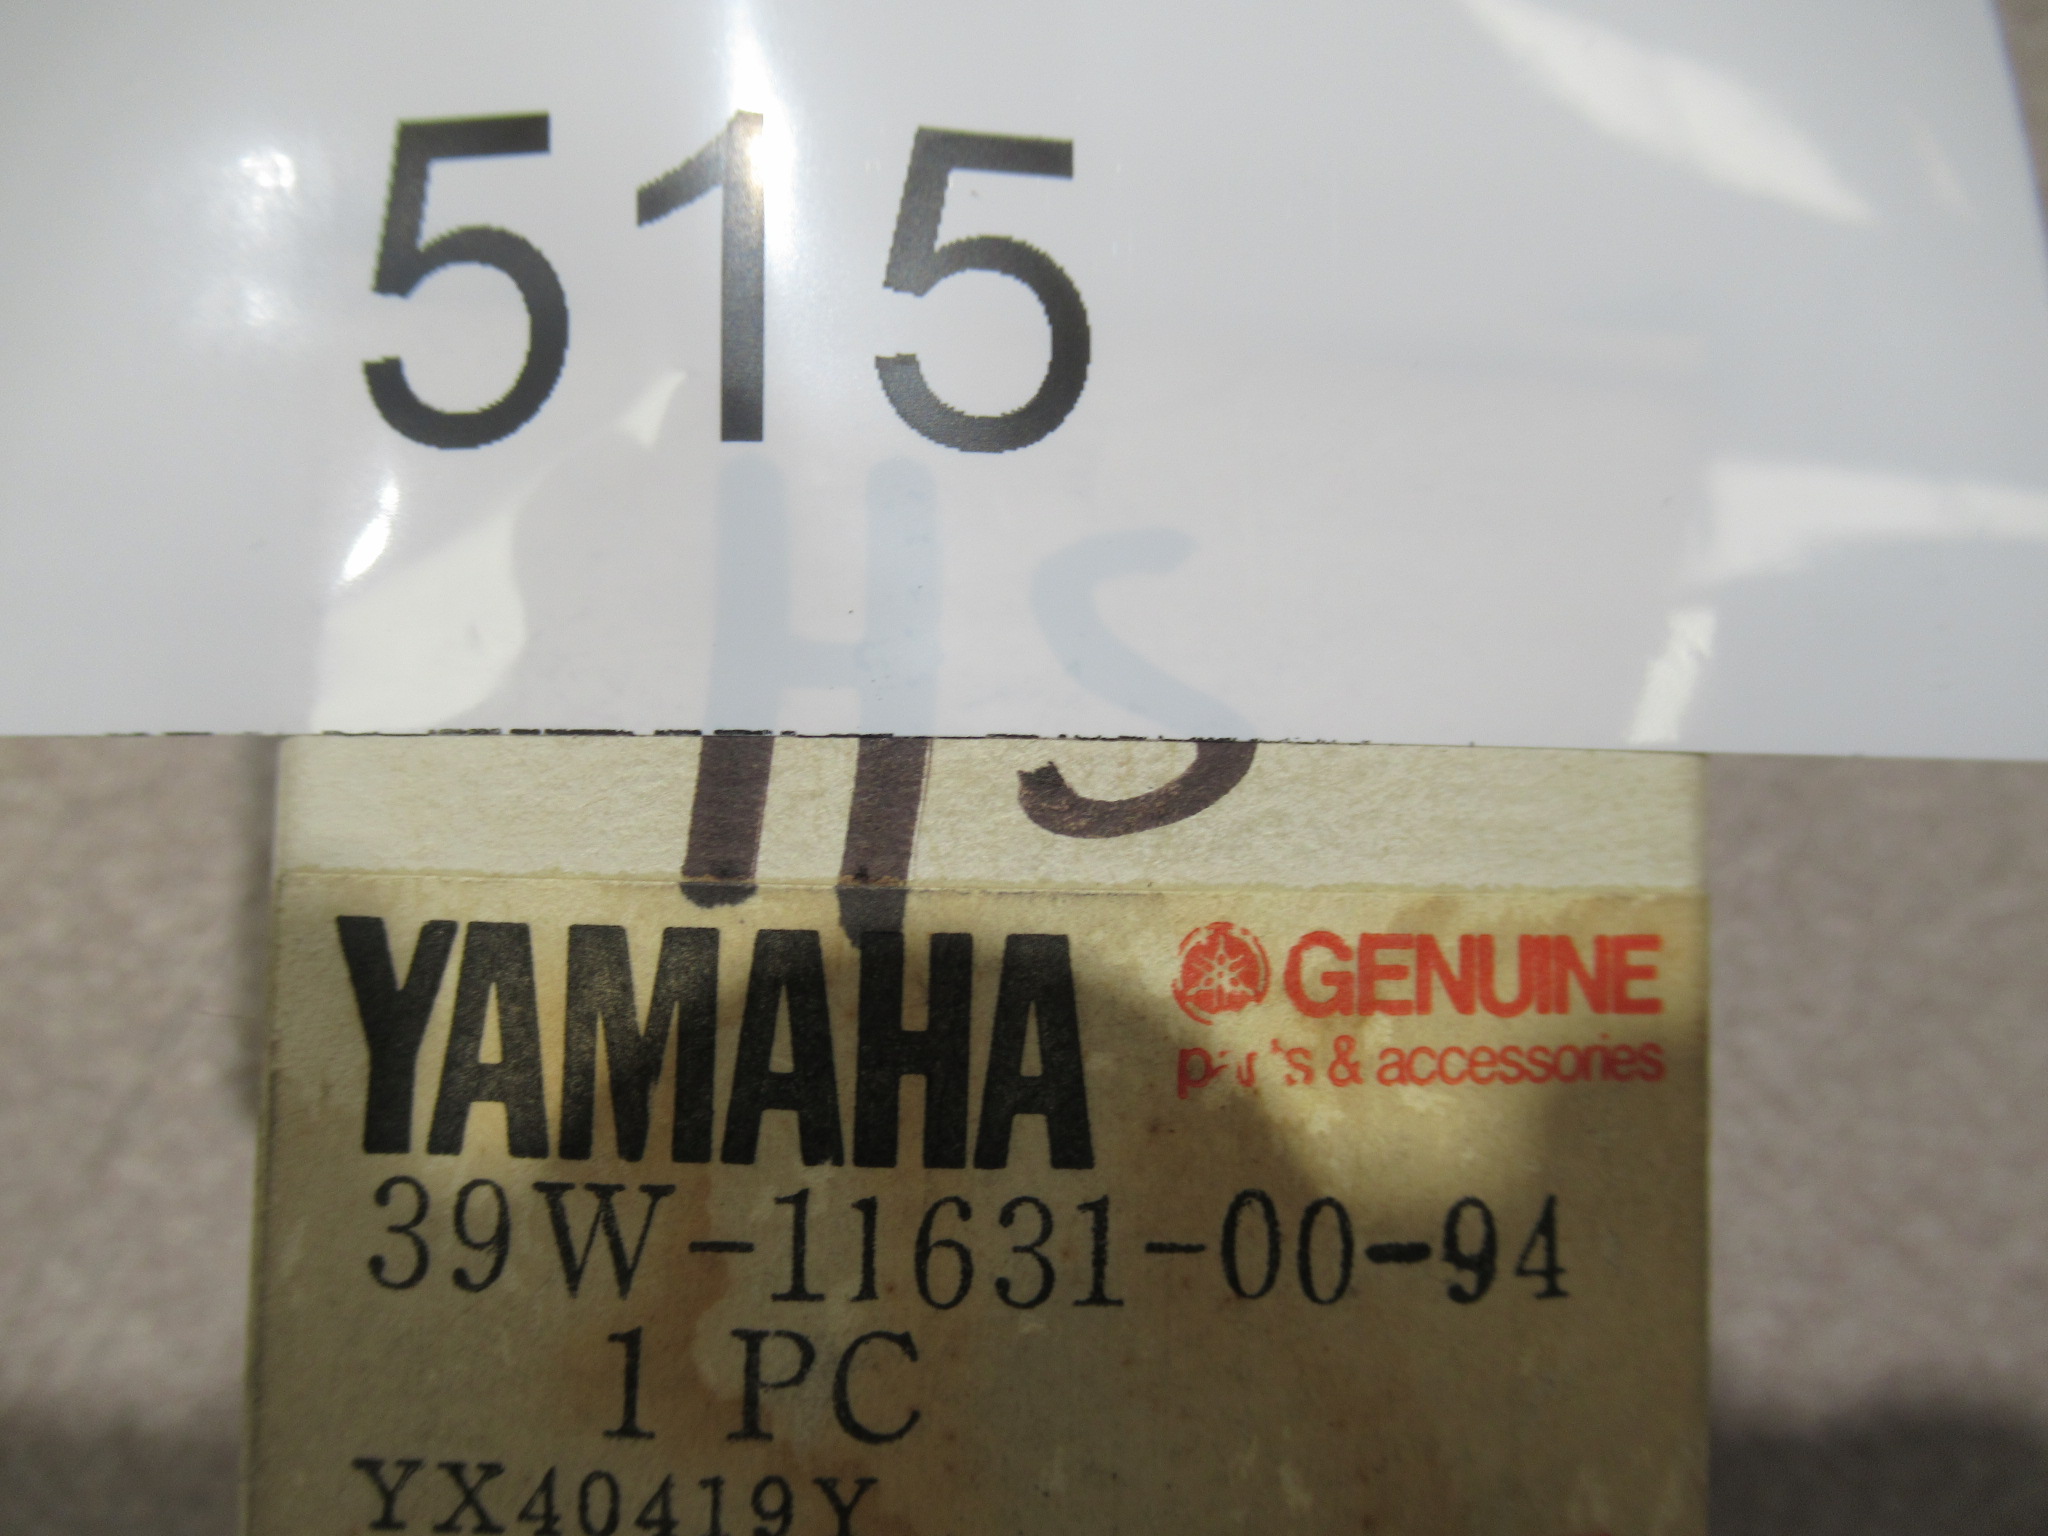 515
HS
YAMAHA GENUINE
parts & accessories
39W-11631-00-94
1 PC
YX40419Y